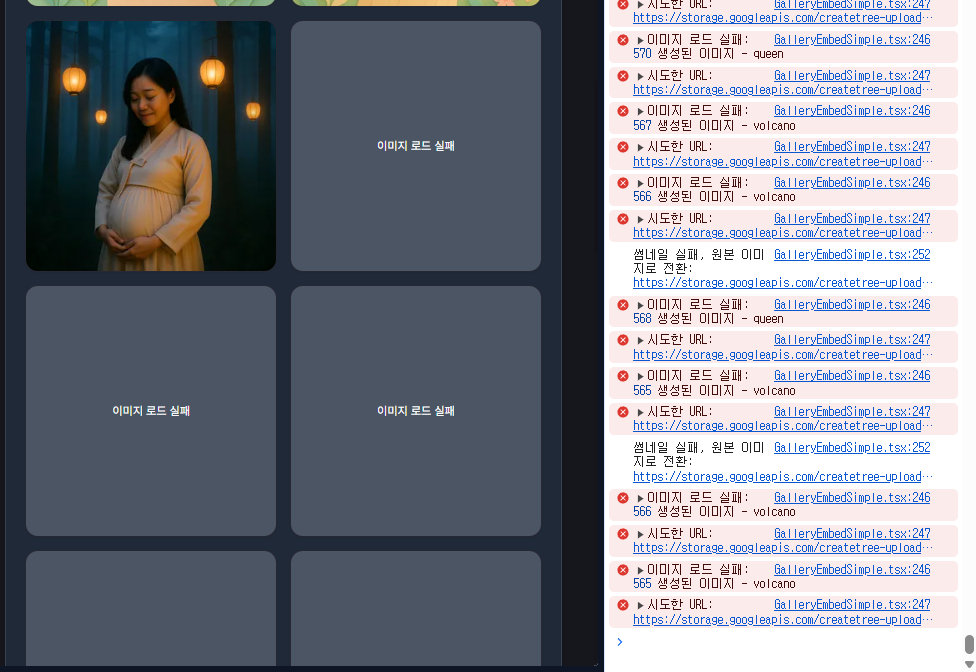 이미지 로드 실패
이미지 로드 실패
이미지 로드 실패
▶시도한 URL: GalleryEmbedSimple.tsx:247
https://storage.googleapis.com/createtree-upload…
▶이미지 로드 실패: GalleryEmbedSimple.tsx:246
570 생성된 이미지 - queen
▶시도한 URL: GalleryEmbedSimple.tsx:247
https://storage.googleapis.com/createtree-upload…
▶이미지 로드 실패: GalleryEmbedSimple.tsx:246
567 생성된 이미지 - volcano
▶시도한 URL: GalleryEmbedSimple.tsx:247
https://storage.googleapis.com/createtree-upload…
▶이미지 로드 실패: GalleryEmbedSimple.tsx:246
566 생성된 이미지 - volcano
▶시도한 URL: GalleryEmbedSimple.tsx:247
https://storage.googleapis.com/createtree-upload…
썸네일 실패, 원본 이미 GalleryEmbedSimple.tsx:252
지로 전환:
https://storage.googleapis.com/createtree-upload…
▶이미지 로드 실패: GalleryEmbedSimple.tsx:246
568 생성된 이미지 - queen
▶시도한 URL: GalleryEmbedSimple.tsx:247
https://storage.googleapis.com/createtree-upload…
▶이미지 로드 실패: GalleryEmbedSimple.tsx:246
565 생성된 이미지 - volcano
▶시도한 URL: GalleryEmbedSimple.tsx:247
https://storage.googleapis.com/createtree-upload…
썸네일 실패, 원본 이미 GalleryEmbedSimple.tsx:252
지로 전환:
https://storage.googleapis.com/createtree-upload…
▶이미지 로드 실패: GalleryEmbedSimple.tsx:246
566 생성된 이미지 - volcano
▶시도한 URL: GalleryEmbedSimple.tsx:247
https://storage.googleapis.com/createtree-upload…
▶이미지 로드 실패: GalleryEmbedSimple.tsx:246
565 생성된 이미지 - volcano
▶시도한 URL: GalleryEmbedSimple.tsx:247
https://storage.googleapis.com/createtree-upload…